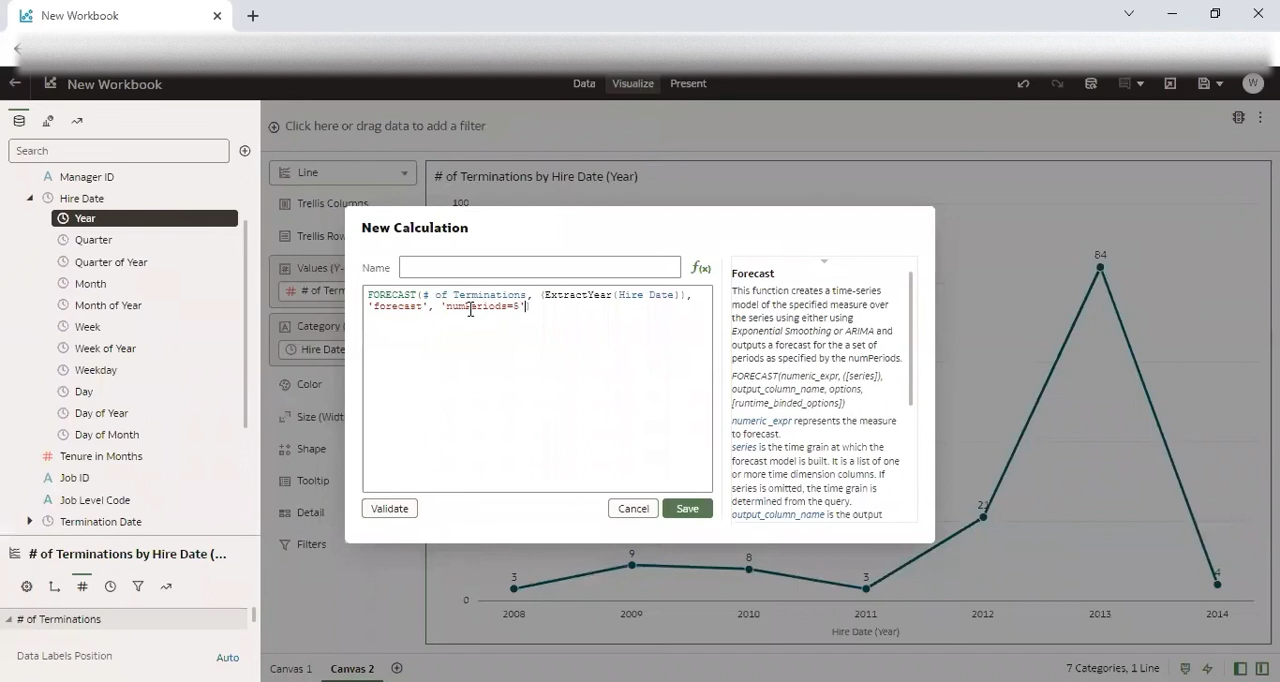 New Workbook
New Workbook
Data
Visualize
Present
W
Search
Manager ID
Hire Date
Year
Quarter
Quarter of Year
Month
Month of Year
Week
Week of Year
Weekday
Day
Day of Year
Day of Month
Tenure in Months
Job ID
Job Level Code
Termination Date
# of Terminations by Hire Date (...
# of Terminations
Data Labels Position
Auto
Click here or drag data to add a filter
Line
Trellis Columns
Trellis Row
Values (Y-
# of Term
Category (
Hire Date
Color
Size (Widt
Shape
Tooltip
Detail
Filters
# of Terminations by Hire Date (Year)
100
84
21
3
9
8
3
4
0
2008
2009
2010
2011
2012
2013
2014
Hire Date (Year)
New Calculation
Name
f(x)
FORECAST(# of Terminations, (ExtractYear(Hire Date)),
'forecast', 'numPeriods=5')
Validate
Cancel
Save
Forecast
This function creates a time-series
model of the specified measure over
the series using either using
Exponential Smoothing or ARIMA and
outputs a forecast for the a set of
periods as specified by the numPeriods.
FORECAST(numeric_expr, ([series]),
output_column_name, options,
[runtime_binded_options])
numeric_expr represents the measure
to forecast.
series is the time grain at which the
forecast model is built. It is a list of one
or more time dimension columns. If
series is omitted, the time grain is
determined from the query.
output_column_name is the output
Canvas 1
Canvas 2
7 Categories, 1 Line